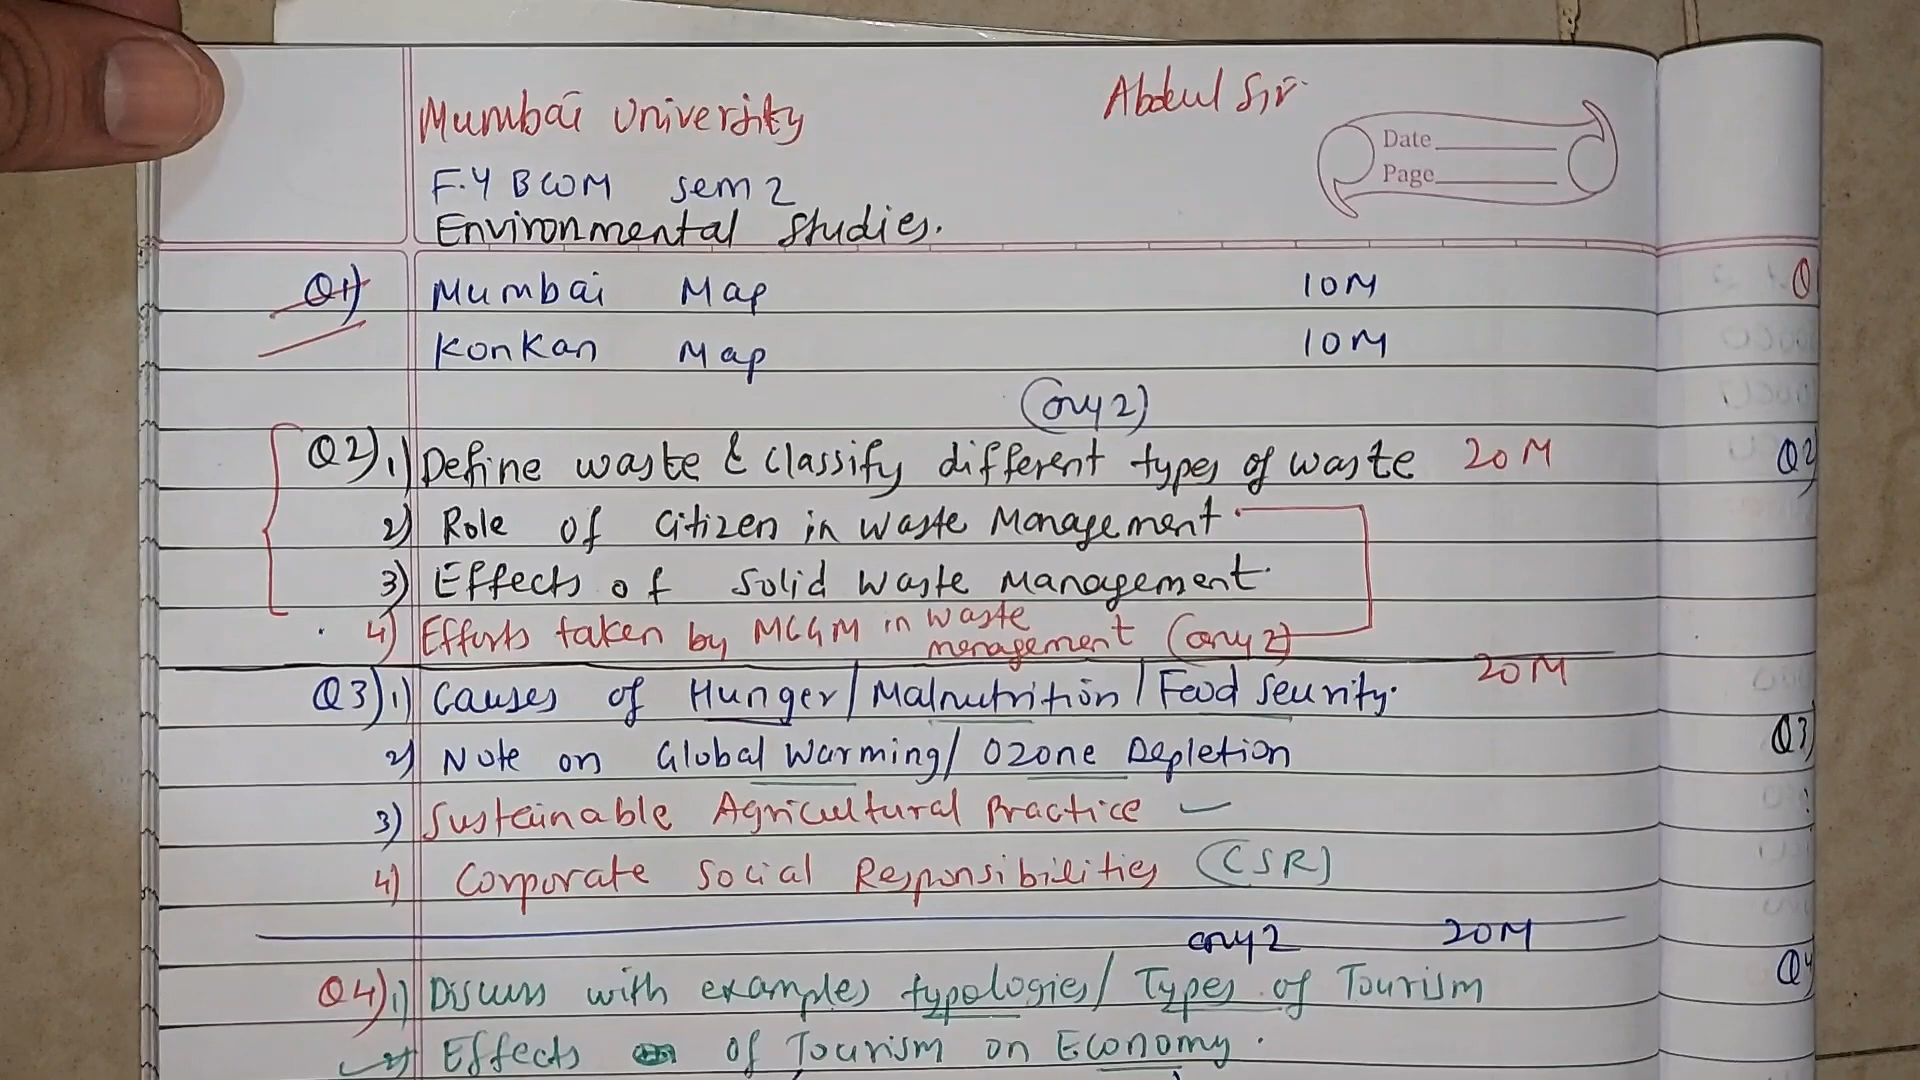 Mumbai University
Abdul Sir.
Date
Page
F.Y BCOM sem 2
Environmental Studies.
Q1) Mumbai Map 10M
Konkan Map 10M
(any 2)
Q2) 1) Define waste & classify different types of waste 20M
2) Role of Citizen in waste Management.
3) Effects of Solid waste Management.
4) Efforts taken by MCGM in waste management (any 2)
20M
Q3) 1) Causes of Hunger/Malnutrition/Food Seurity.
2) Note on Global Warming/Ozone Depletion
3) Sustainable Agricultural Practice
4) Corporate Social Responsibilities (CSR)
any 2 20M
Q4) 1) Discuss with examples typologies/Types of Tourism
2) Effects of Tourism on Economy.
Q1
Q2
Q3
Q4